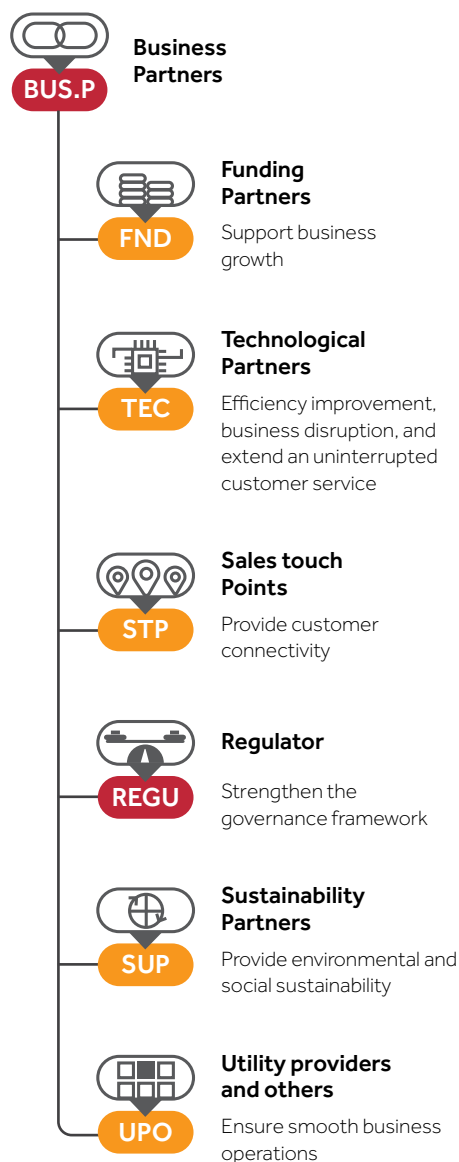 Business
Partners
BUS.P
Funding
Partners
FND
Support business
growth
Technological
Partners
TEC
Efficiency improvement,
business disruption, and
extend an uninterrupted
customer service
Sales touch
Points
STP
Provide customer
connectivity
Regulator
REGU
Strengthen the
governance framework
Sustainability
Partners
SUP
Provide environmental and
social sustainability
Utility providers
and others
UPO
Ensure smooth business
operations